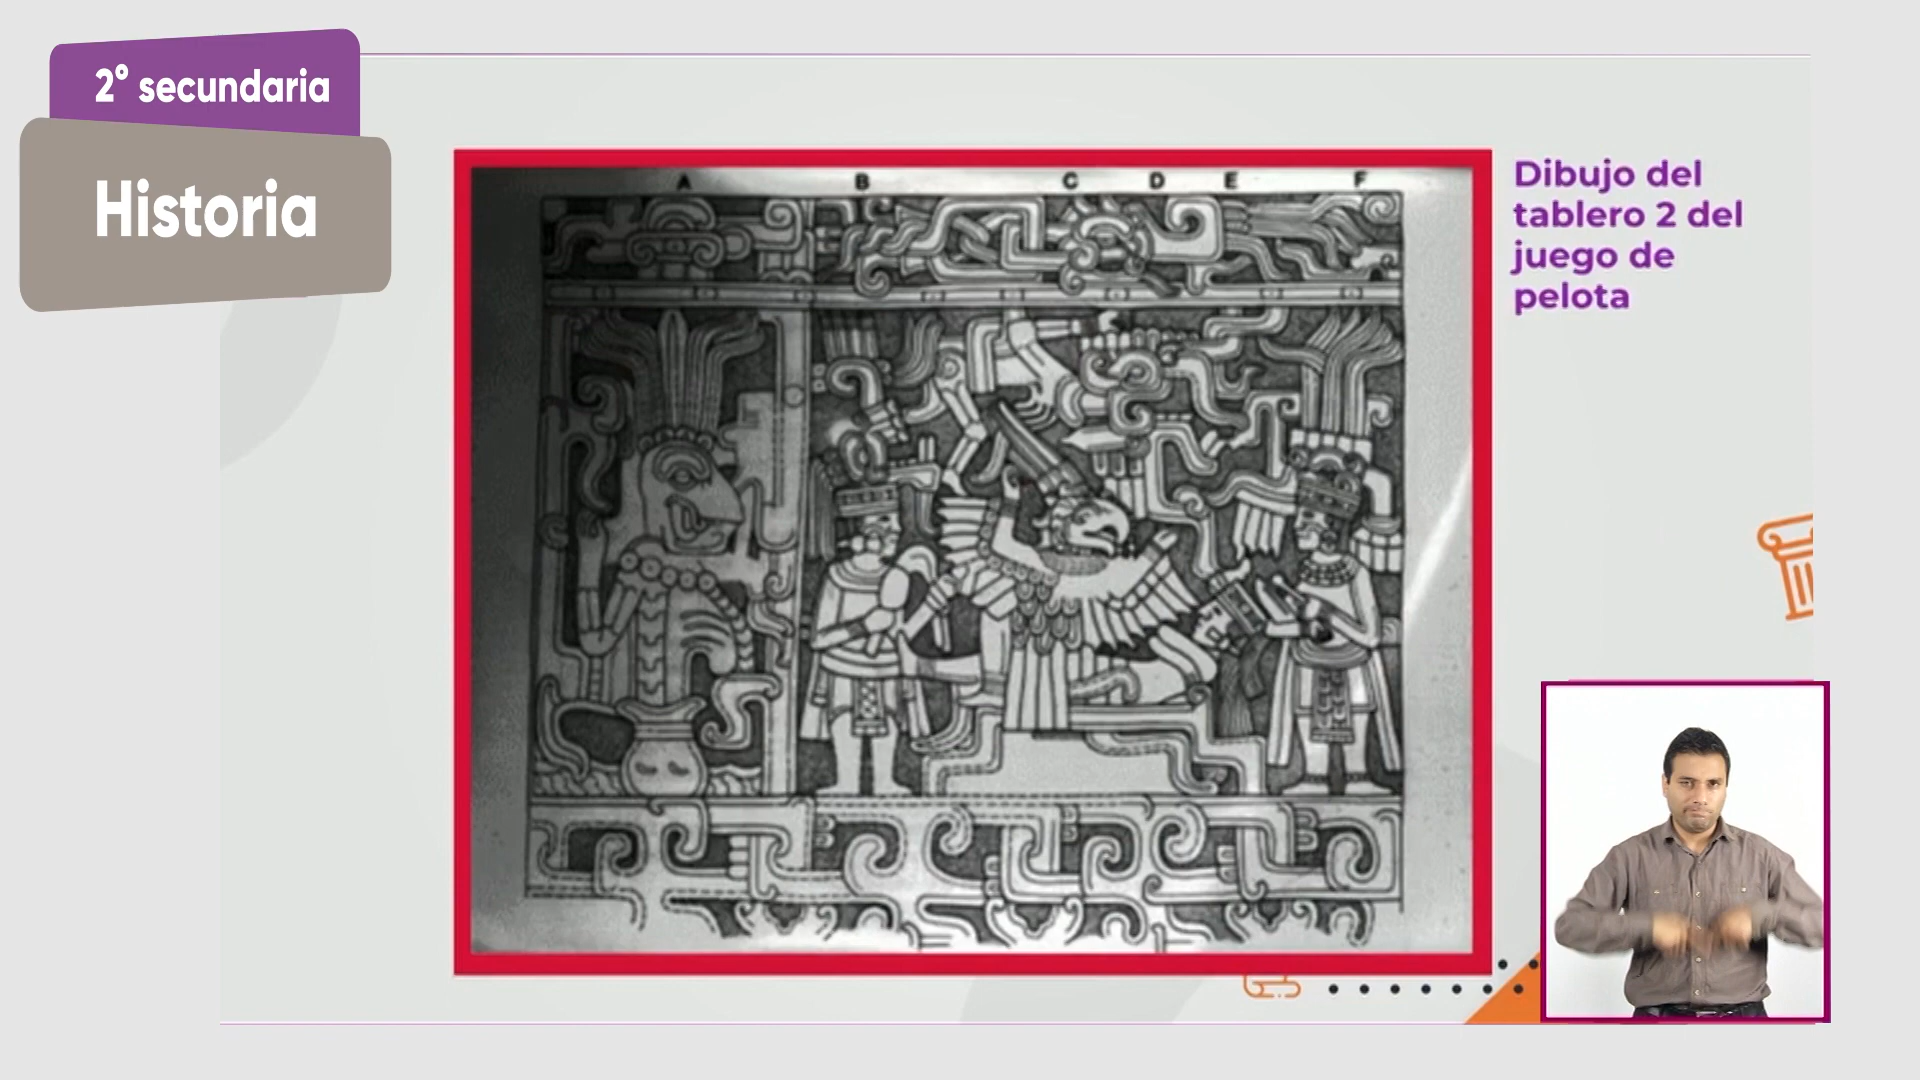 2° secundaria
Historia
A B C D E F
Dibujo del
tablero 2 del
juego de
pelota